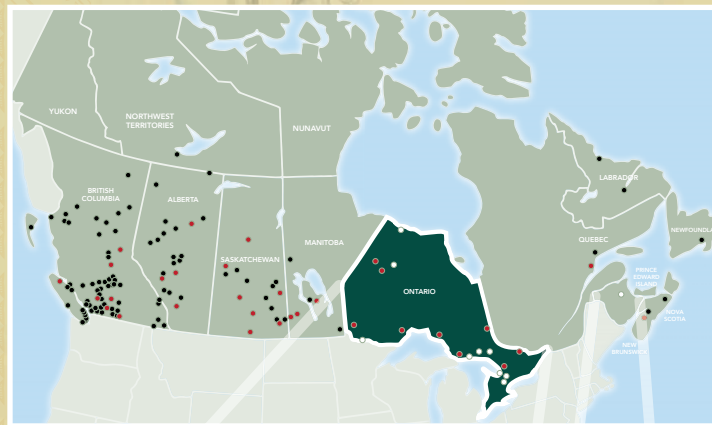 YUKON
NORTHWEST
TERRITORIES
NUNAVUT
BRITISH
COLUMBIA
ALBERTA
SASKATCHEWAN
MANITOBA
ONTARIO
QUEBEC
LABRADOR
NEWFOUNDL
PRINCE
EDWARD
ISLAND
NOVA
SCOTIA
NEW
BRUNSWICK